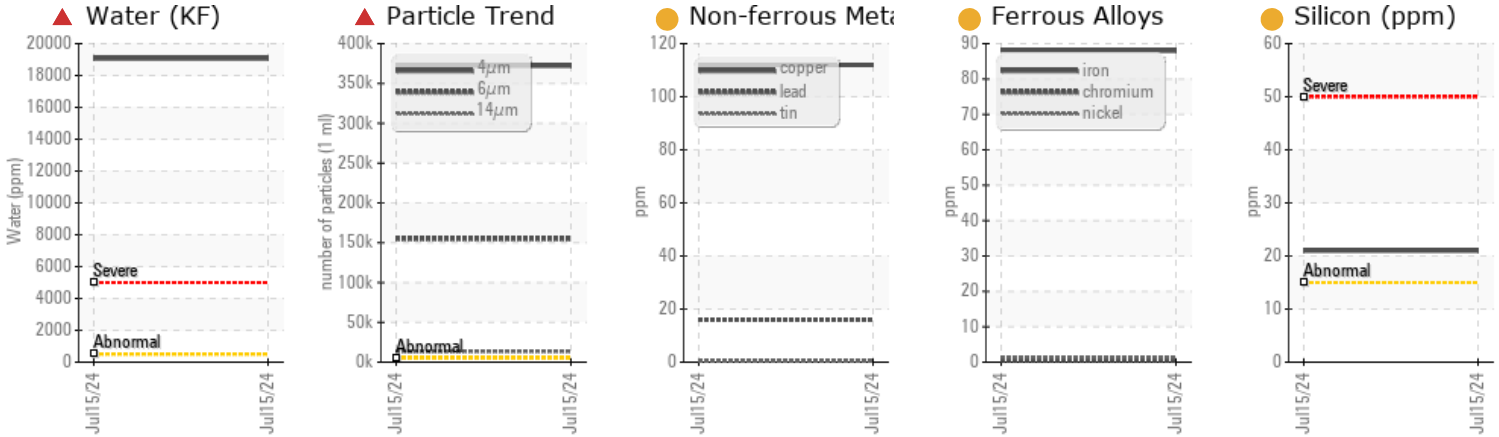 Water (KF)
20000
18000
16000
14000
12000
10000
8000
6000
4000
2000
0
Water (ppm)
Severe
Abnormal
Jul15/24
Jul15/24
Particle Trend
400k
350k
300k
250k
200k
150k
100k
50k
0k
number of particles (1 ml)
4μm
6μm
14μm
Abnormal
Jul15/24
Jul15/24
Non-ferrous Meta
120
100
80
60
40
20
0
ppm
copper
lead
tin
Jul15/24
Jul15/24
Ferrous Alloys
90
80
70
60
50
40
30
20
10
0
ppm
iron
chromium
nickel
Jul15/24
Jul15/24
Silicon (ppm)
60
50
40
30
20
10
0
ppm
Severe
Abnormal
Jul15/24
Jul15/24